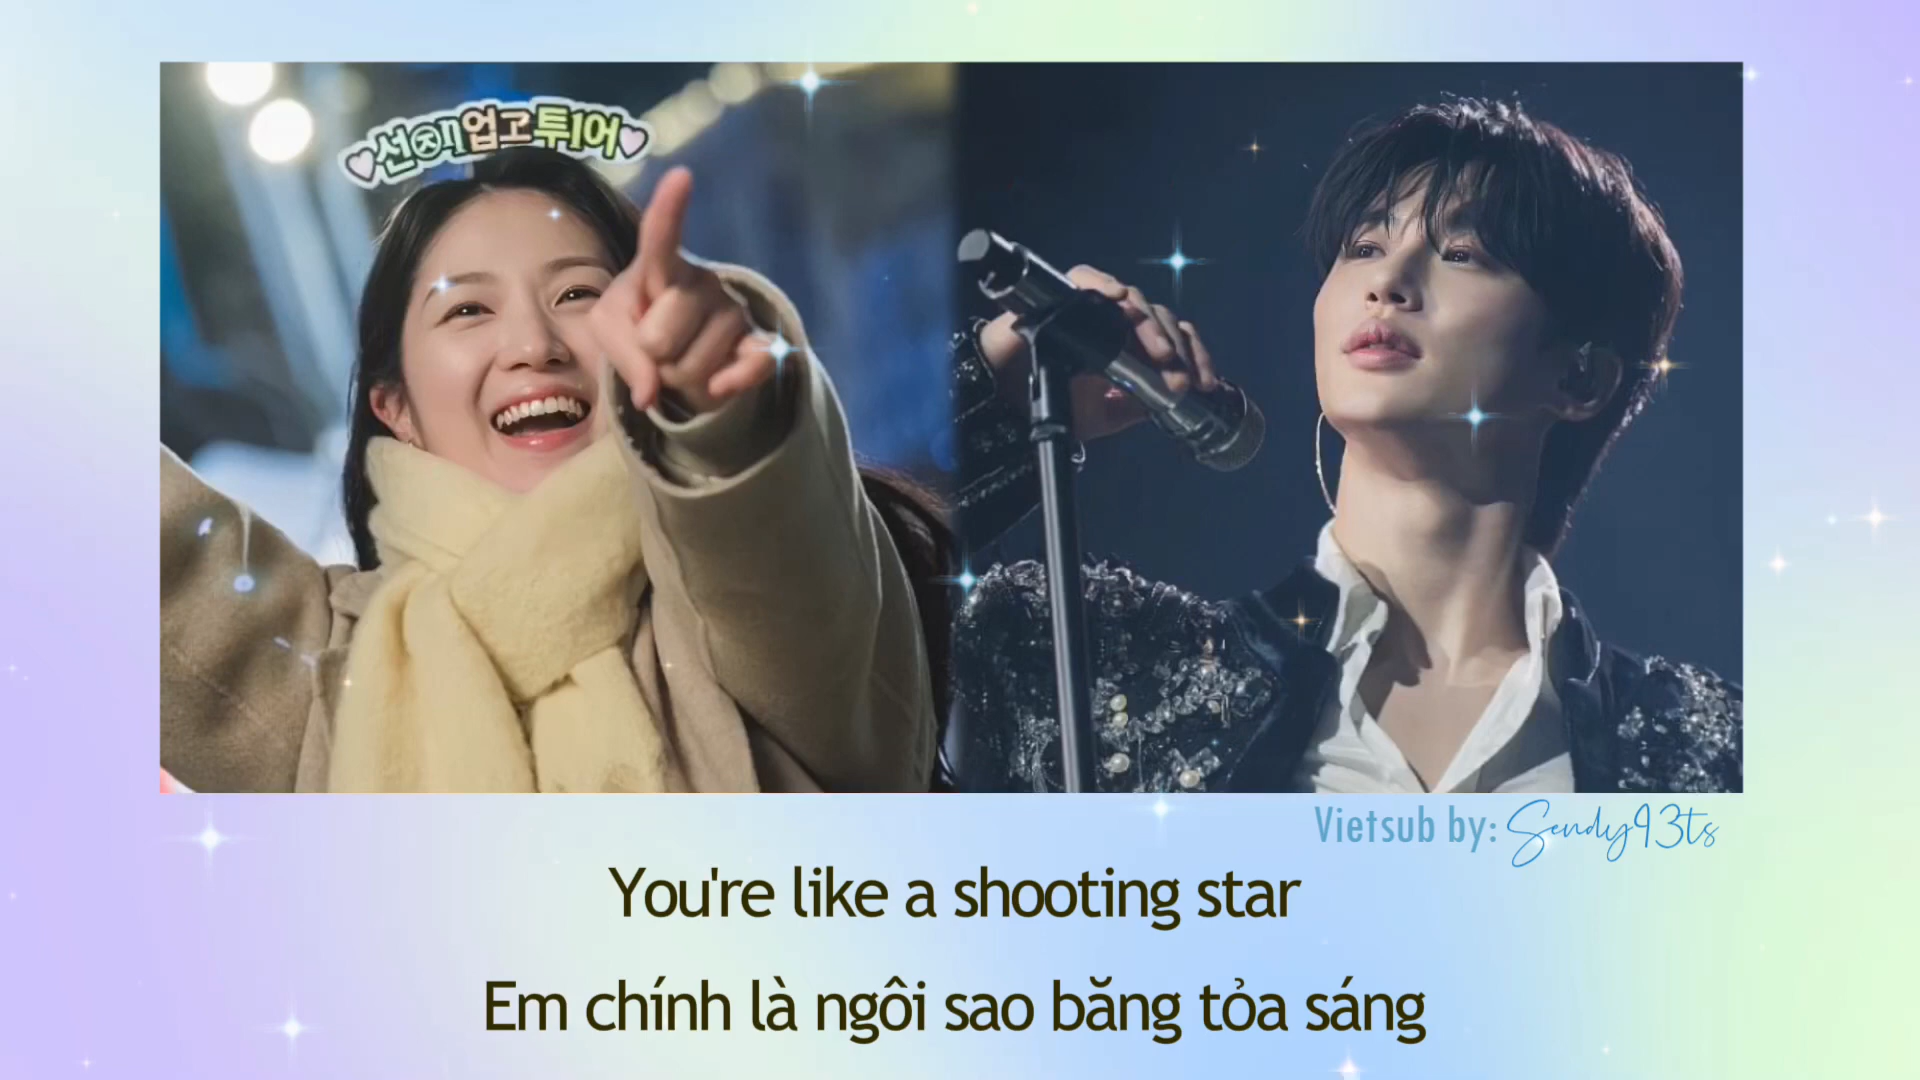 선재업고튀어
Vietsub by: Sendy93ts
You're like a shooting star
Em chính là ngôi sao băng tỏa sáng